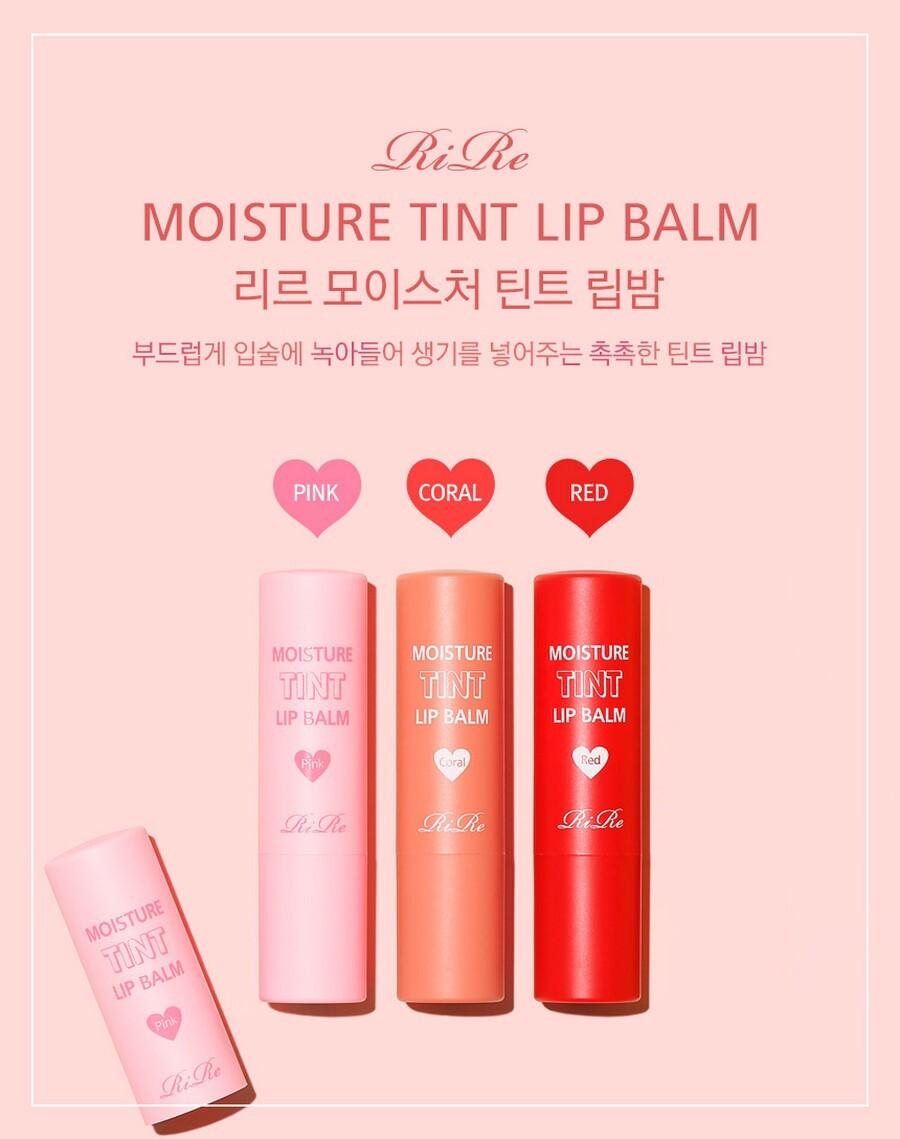 RiRe
MOISTURE TINT LIP BALM
리르 모이스처 틴트 립밤
부드럽게 입술에 녹아들어 생기를 넣어주는 촉촉한 틴트 립밤
PINK
CORAL
RED
MOISTURE
TINT
LIP BALM
Pink
RiRe
MOISTURE
TINT
LIP BALM
Coral
RiRe
MOISTURE
TINT
LIP BALM
Red
RiRe
MOISTURE
TINT
LIP BALM
Pink
RiRe